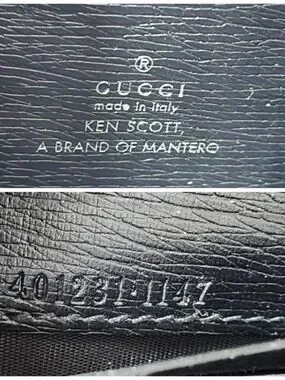 ®
GUCCI
made in italy
KEN SCOTT,
A BRAND OF MANTERO
401231·1147